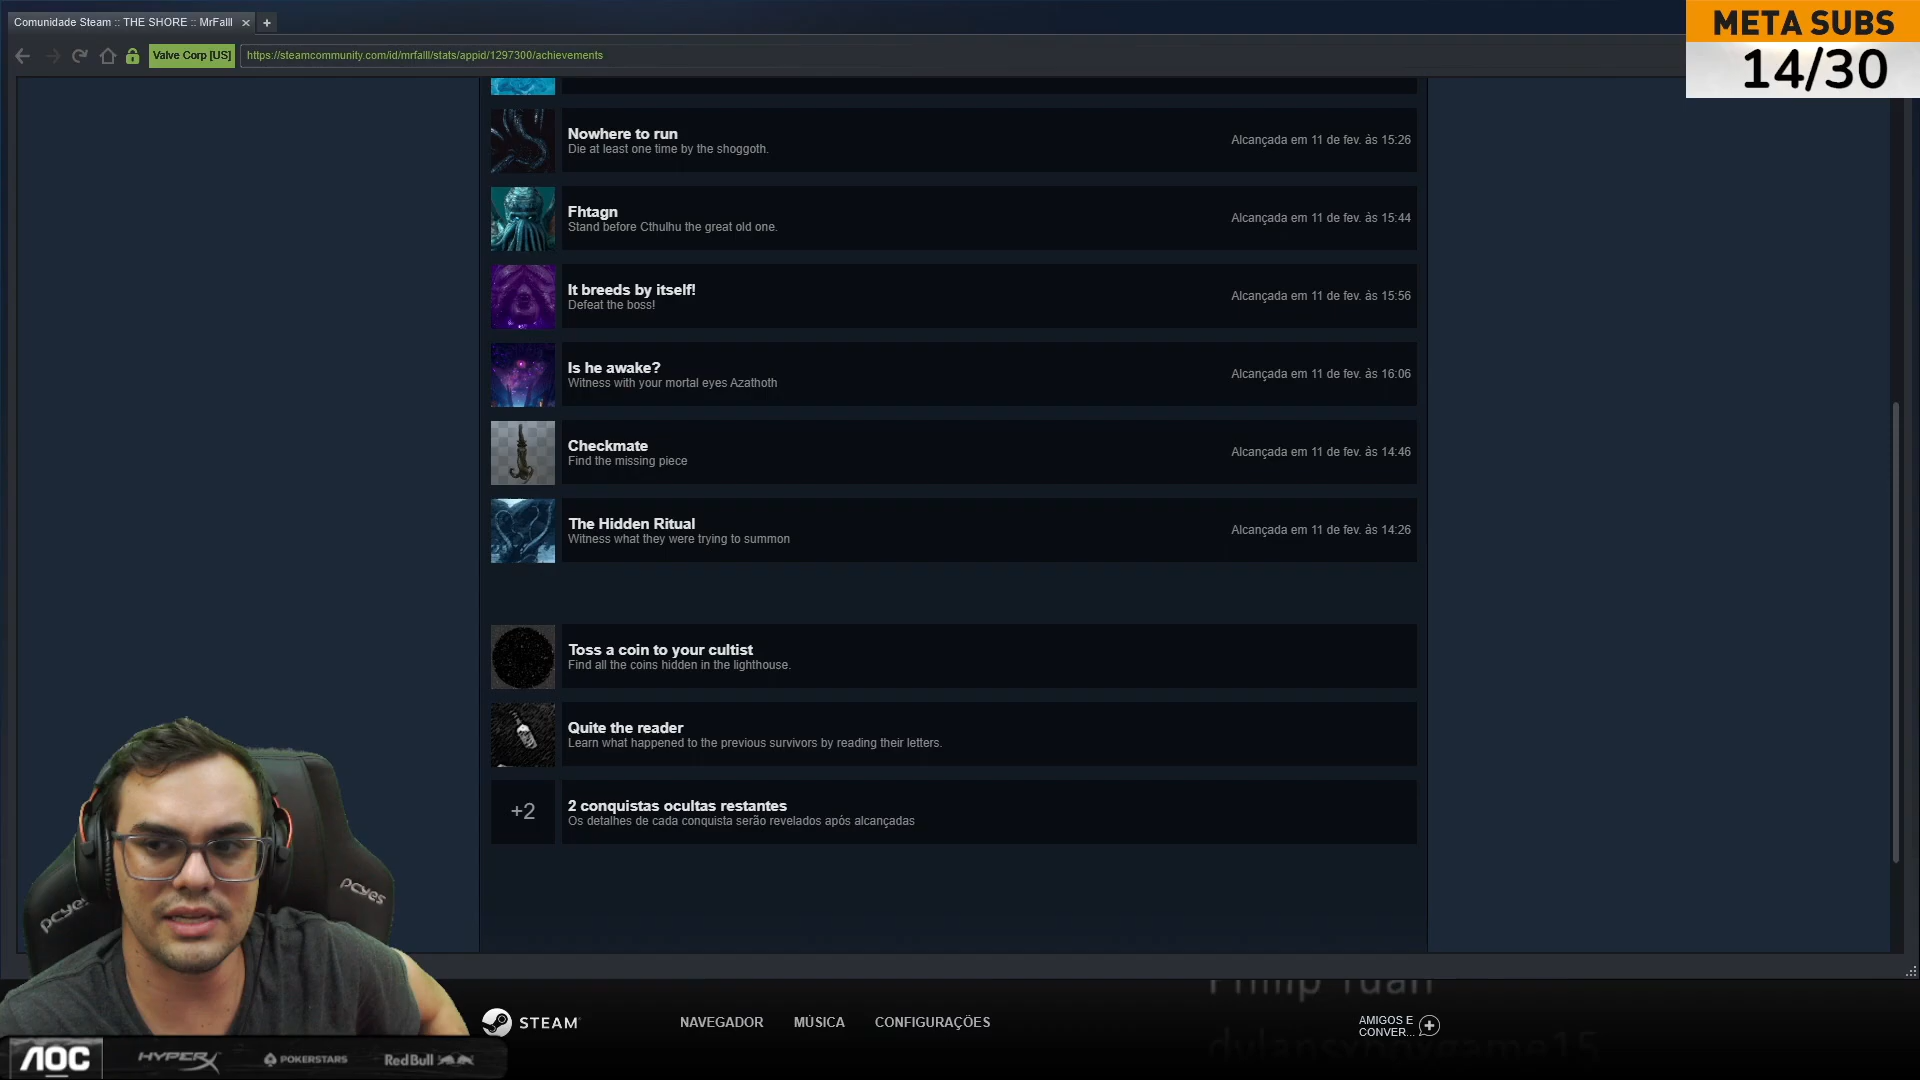 Comunidade Steam :: THE SHORE :: MrFalll
META SUBS
14/30
Valve Corp [US]
https://steamcommunity.com/id/mrfalll/stats/appid/1297300/achievements
Nowhere to run
Die at least one time by the shoggoth.
Alcançada em 11 de fev. às 15:26
Fhtagn
Stand before Cthulhu the great old one.
Alcançada em 11 de fev. às 15:44
It breeds by itself!
Defeat the boss!
Alcançada em 11 de fev. às 15:56
Is he awake?
Witness with your mortal eyes Azathoth
Alcançada em 11 de fev. às 16:06
Checkmate
Find the missing piece
Alcançada em 11 de fev. às 14:46
The Hidden Ritual
Witness what they were trying to summon
Alcançada em 11 de fev. às 14:26
Toss a coin to your cultist
Find all the coins hidden in the lighthouse.
Quite the reader
Learn what happened to the previous survivors by reading their letters.
+2
2 conquistas ocultas restantes
Os detalhes de cada conquista serão revelados após alcançadas
pcyes
pcyes
STEAM
NAVEGADOR
MÚSICA
CONFIGURAÇÕES
AMIGOS E
CONVER...
dylansxboxgame15
AOC
HYPERX
POKERSTARS
Red Bull